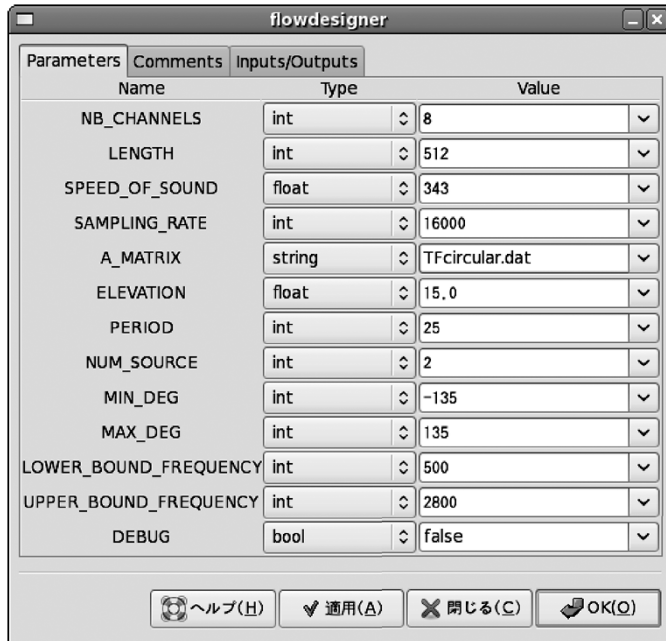 flowdesigner
Parameters Comments Inputs/Outputs
Name Type Value
NB_CHANNELS int 8
LENGTH int 512
SPEED_OF_SOUND float 343
SAMPLING_RATE int 16000
A_MATRIX string TFcircular.dat
ELEVATION float 15.0
PERIOD int 25
NUM_SOURCE int 2
MIN_DEG int -135
MAX_DEG int 135
LOWER_BOUND_FREQUENCY int 500
UPPER_BOUND_FREQUENCY int 2800
DEBUG bool false
ヘルプ(H) 適用(A) 閉じる(C) OK(O)